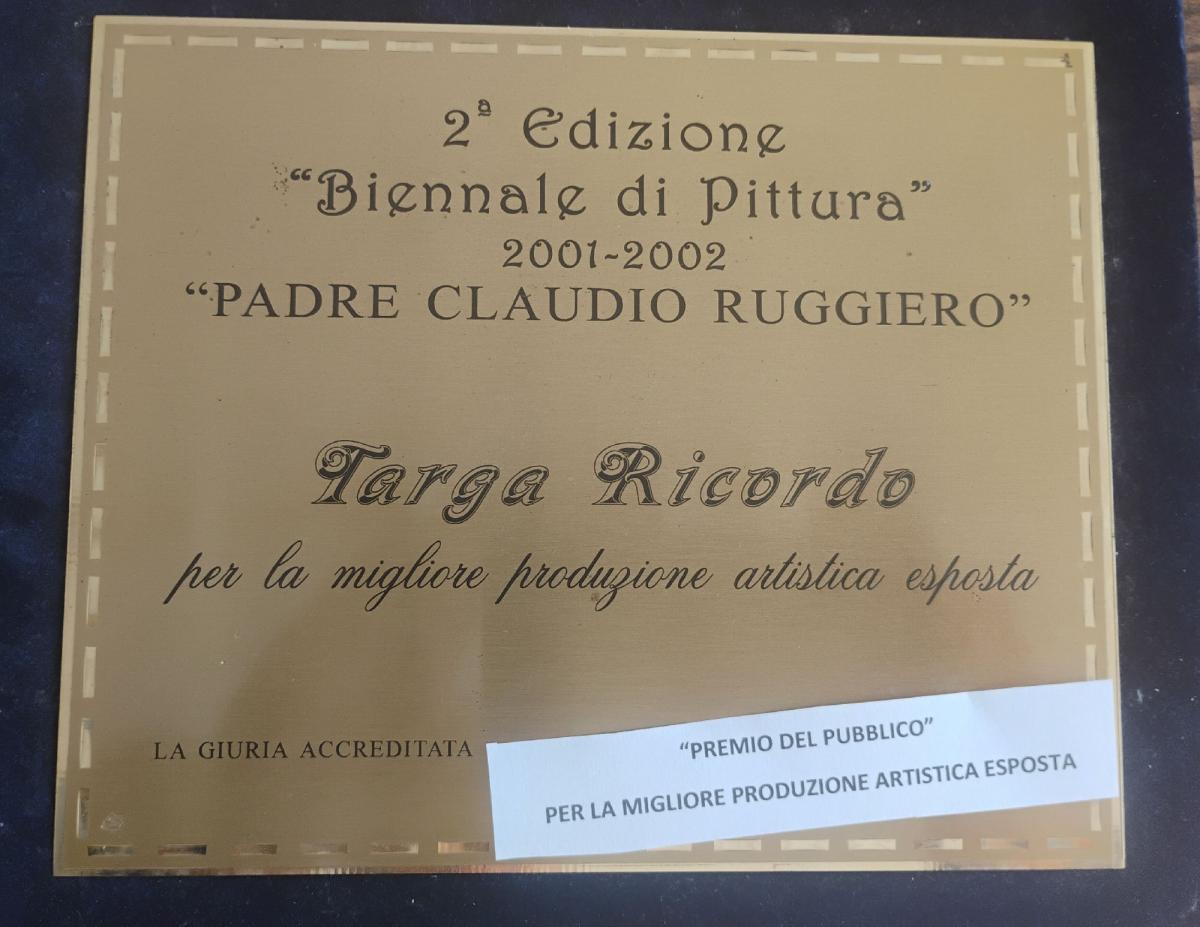 2ª Edizione
“Biennale di Pittura”
2001-2002
“PADRE CLAUDIO RUGGIERO”
Targa Ricordo
per la migliore produzione artistica esposta
LA GIURIA ACCREDITATA
“PREMIO DEL PUBBLICO”
PER LA MIGLIORE PRODUZIONE ARTISTICA ESPOSTA